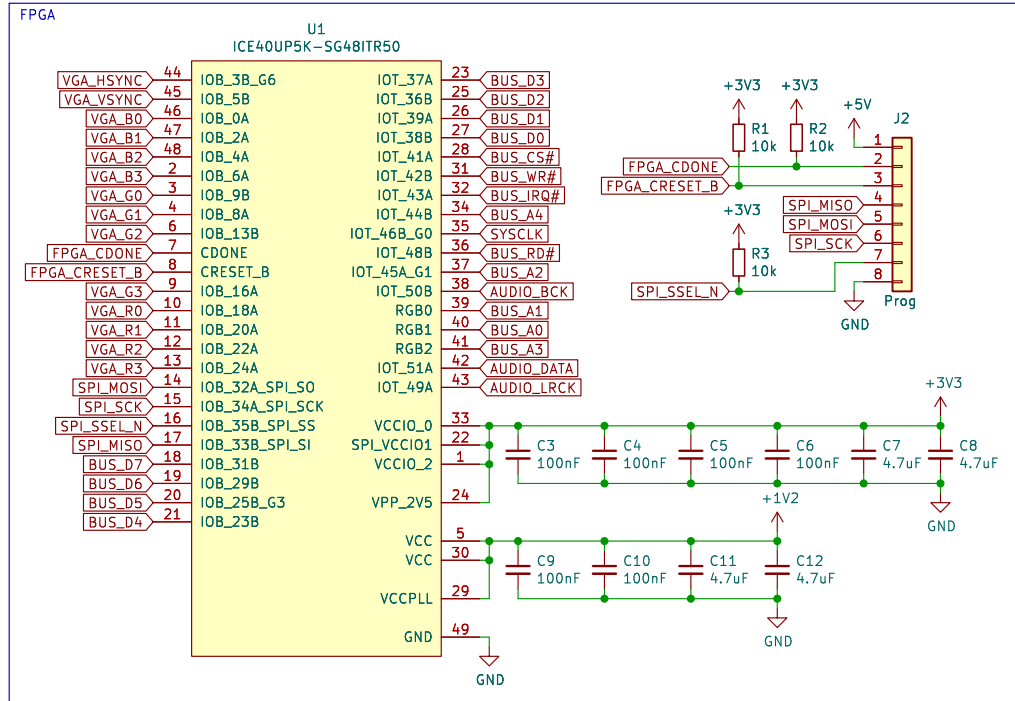 FPGA
U1
ICE40UP5K-SG48ITR50
VGA_HSYNC 44 IOB_3B_G6
VGA_VSYNC 45 IOB_5B
VGA_B0 46 IOB_0A
VGA_B1 47 IOB_2A
VGA_B2 48 IOB_4A
VGA_B3 2 IOB_6A
VGA_G0 3 IOB_9B
VGA_G1 4 IOB_8A
VGA_G2 6 IOB_13B
FPGA_CDONE 7 CDONE
FPGA_CRESET_B 8 CRESET_B
VGA_G3 9 IOB_16A
VGA_R0 10 IOB_18A
VGA_R1 11 IOB_20A
VGA_R2 12 IOB_22A
VGA_R3 13 IOB_24A
SPI_MOSI 14 IOB_32A_SPI_SO
SPI_SCK 15 IOB_34A_SPI_SCK
SPI_SSEL_N 16 IOB_35B_SPI_SS
SPI_MISO 17 IOB_33B_SPI_SI
BUS_D7 18 IOB_31B
BUS_D6 19 IOB_29B
BUS_D5 20 IOB_25B_G3
BUS_D4 21 IOB_23B
IOT_37A 23 BUS_D3
IOT_36B 25 BUS_D2
IOT_39A 26 BUS_D1
IOT_38B 27 BUS_D0
IOT_41A 28 BUS_CS#
IOT_42B 31 BUS_WR#
IOT_43A 32 BUS_IRQ#
IOT_44B 34 BUS_A4
IOT_46B_G0 35 SYSCLK
IOT_48B 36 BUS_RD#
IOT_45A_G1 37 BUS_A2
IOT_50B 38 AUDIO_BCK
RGB0 39 BUS_A1
RGB1 40 BUS_A0
RGB2 41 BUS_A3
IOT_51A 42 AUDIO_DATA
IOT_49A 43 AUDIO_LRCK
VCCIO_0 33
SPI_VCCIO1 22
VCCIO_2 1
VPP_2V5 24
VCC 5
VCC 30
VCCPLL 29
GND 49
GND
+3V3 +3V3
+5V
R1 R2
10k 10k
J2
FPGA_CDONE
FPGA_CRESET_B
1
2
3
SPI_MISO 4
SPI_MOSI 5
SPI_SCK 6
7
8
Prog
+3V3
R3
10k
SPI_SSEL_N
GND
+3V3
C3 C4 C5 C6 C7 C8
100nF 100nF 100nF 100nF 4.7uF 4.7uF
GND
+1V2
C9 C10 C11 C12
100nF 100nF 4.7uF 4.7uF
GND